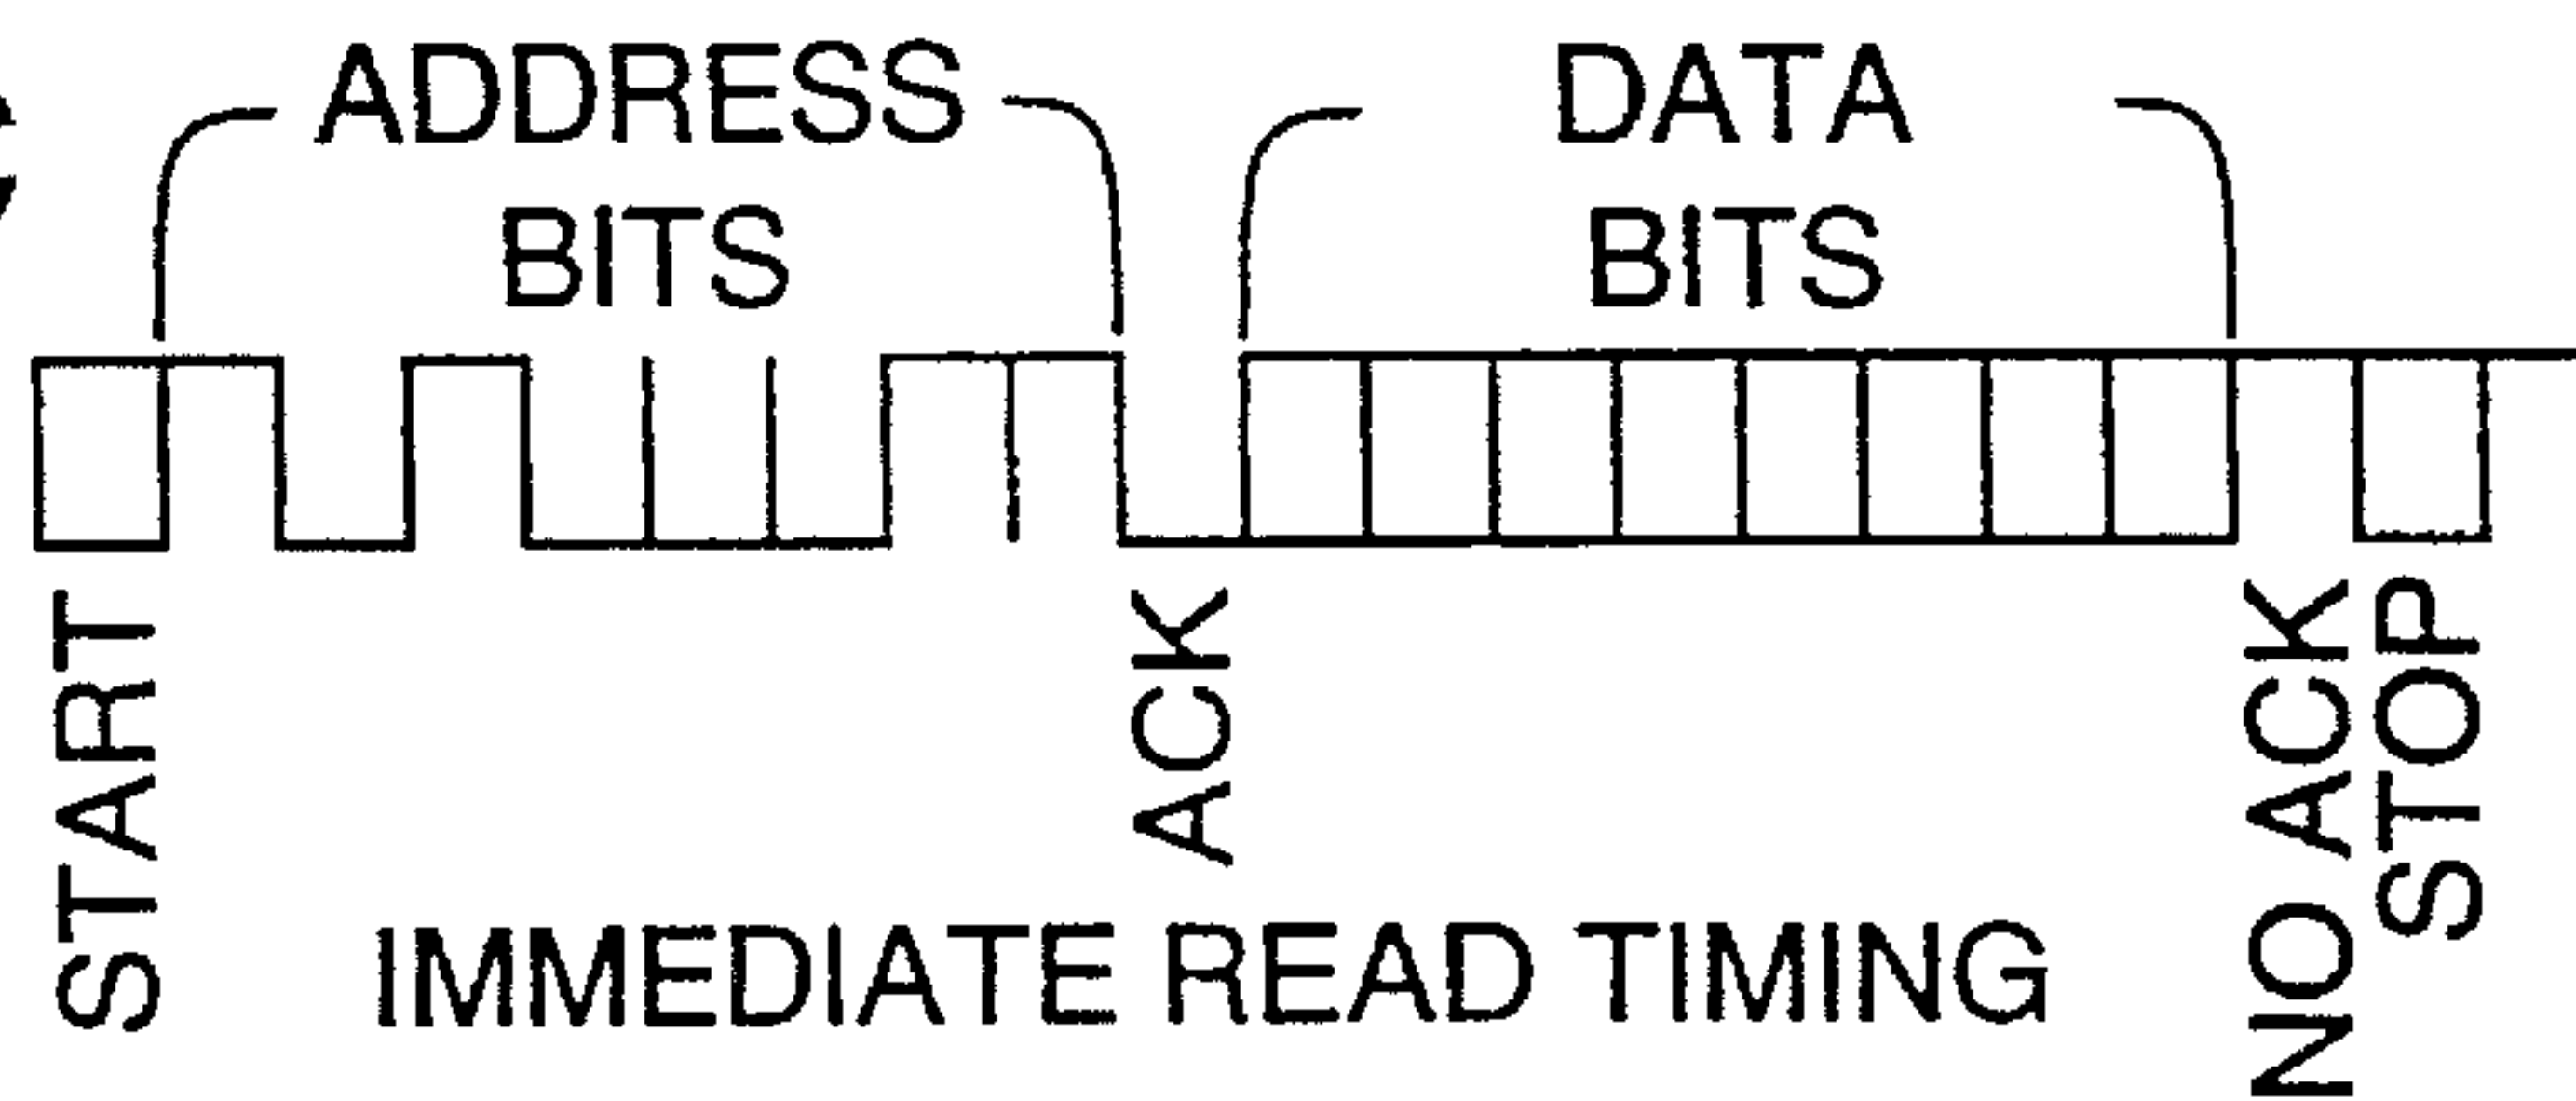 ADDRESS
BITS
DATA
BITS
START
ACK
NO ACK
STOP
IMMEDIATE READ TIMING